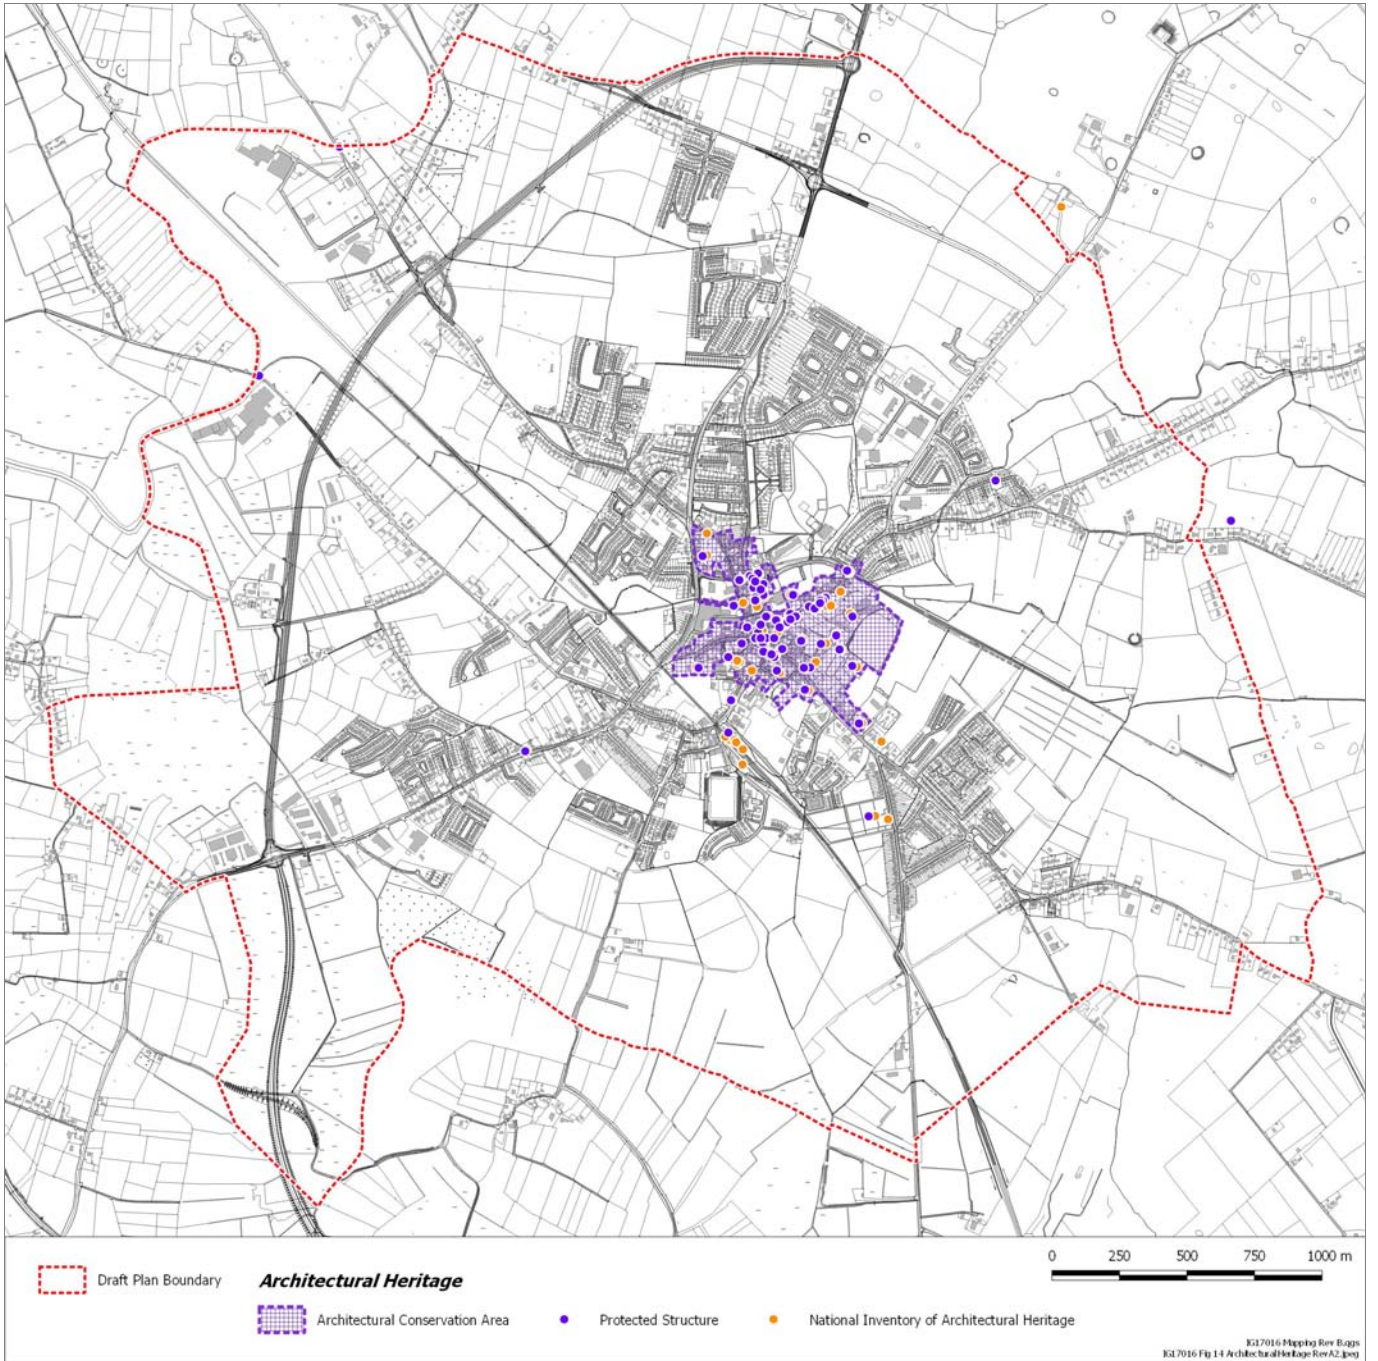 Draft Plan Boundary
Architectural Heritage
0 250 500 750 1000 m
Architectural Conservation Area
Protected Structure
National Inventory of Architectural Heritage
IG17016 Mapping Rev B.qgs
IG17016 Fig 14 ArchitecturalHeritage RevA2.jpeg